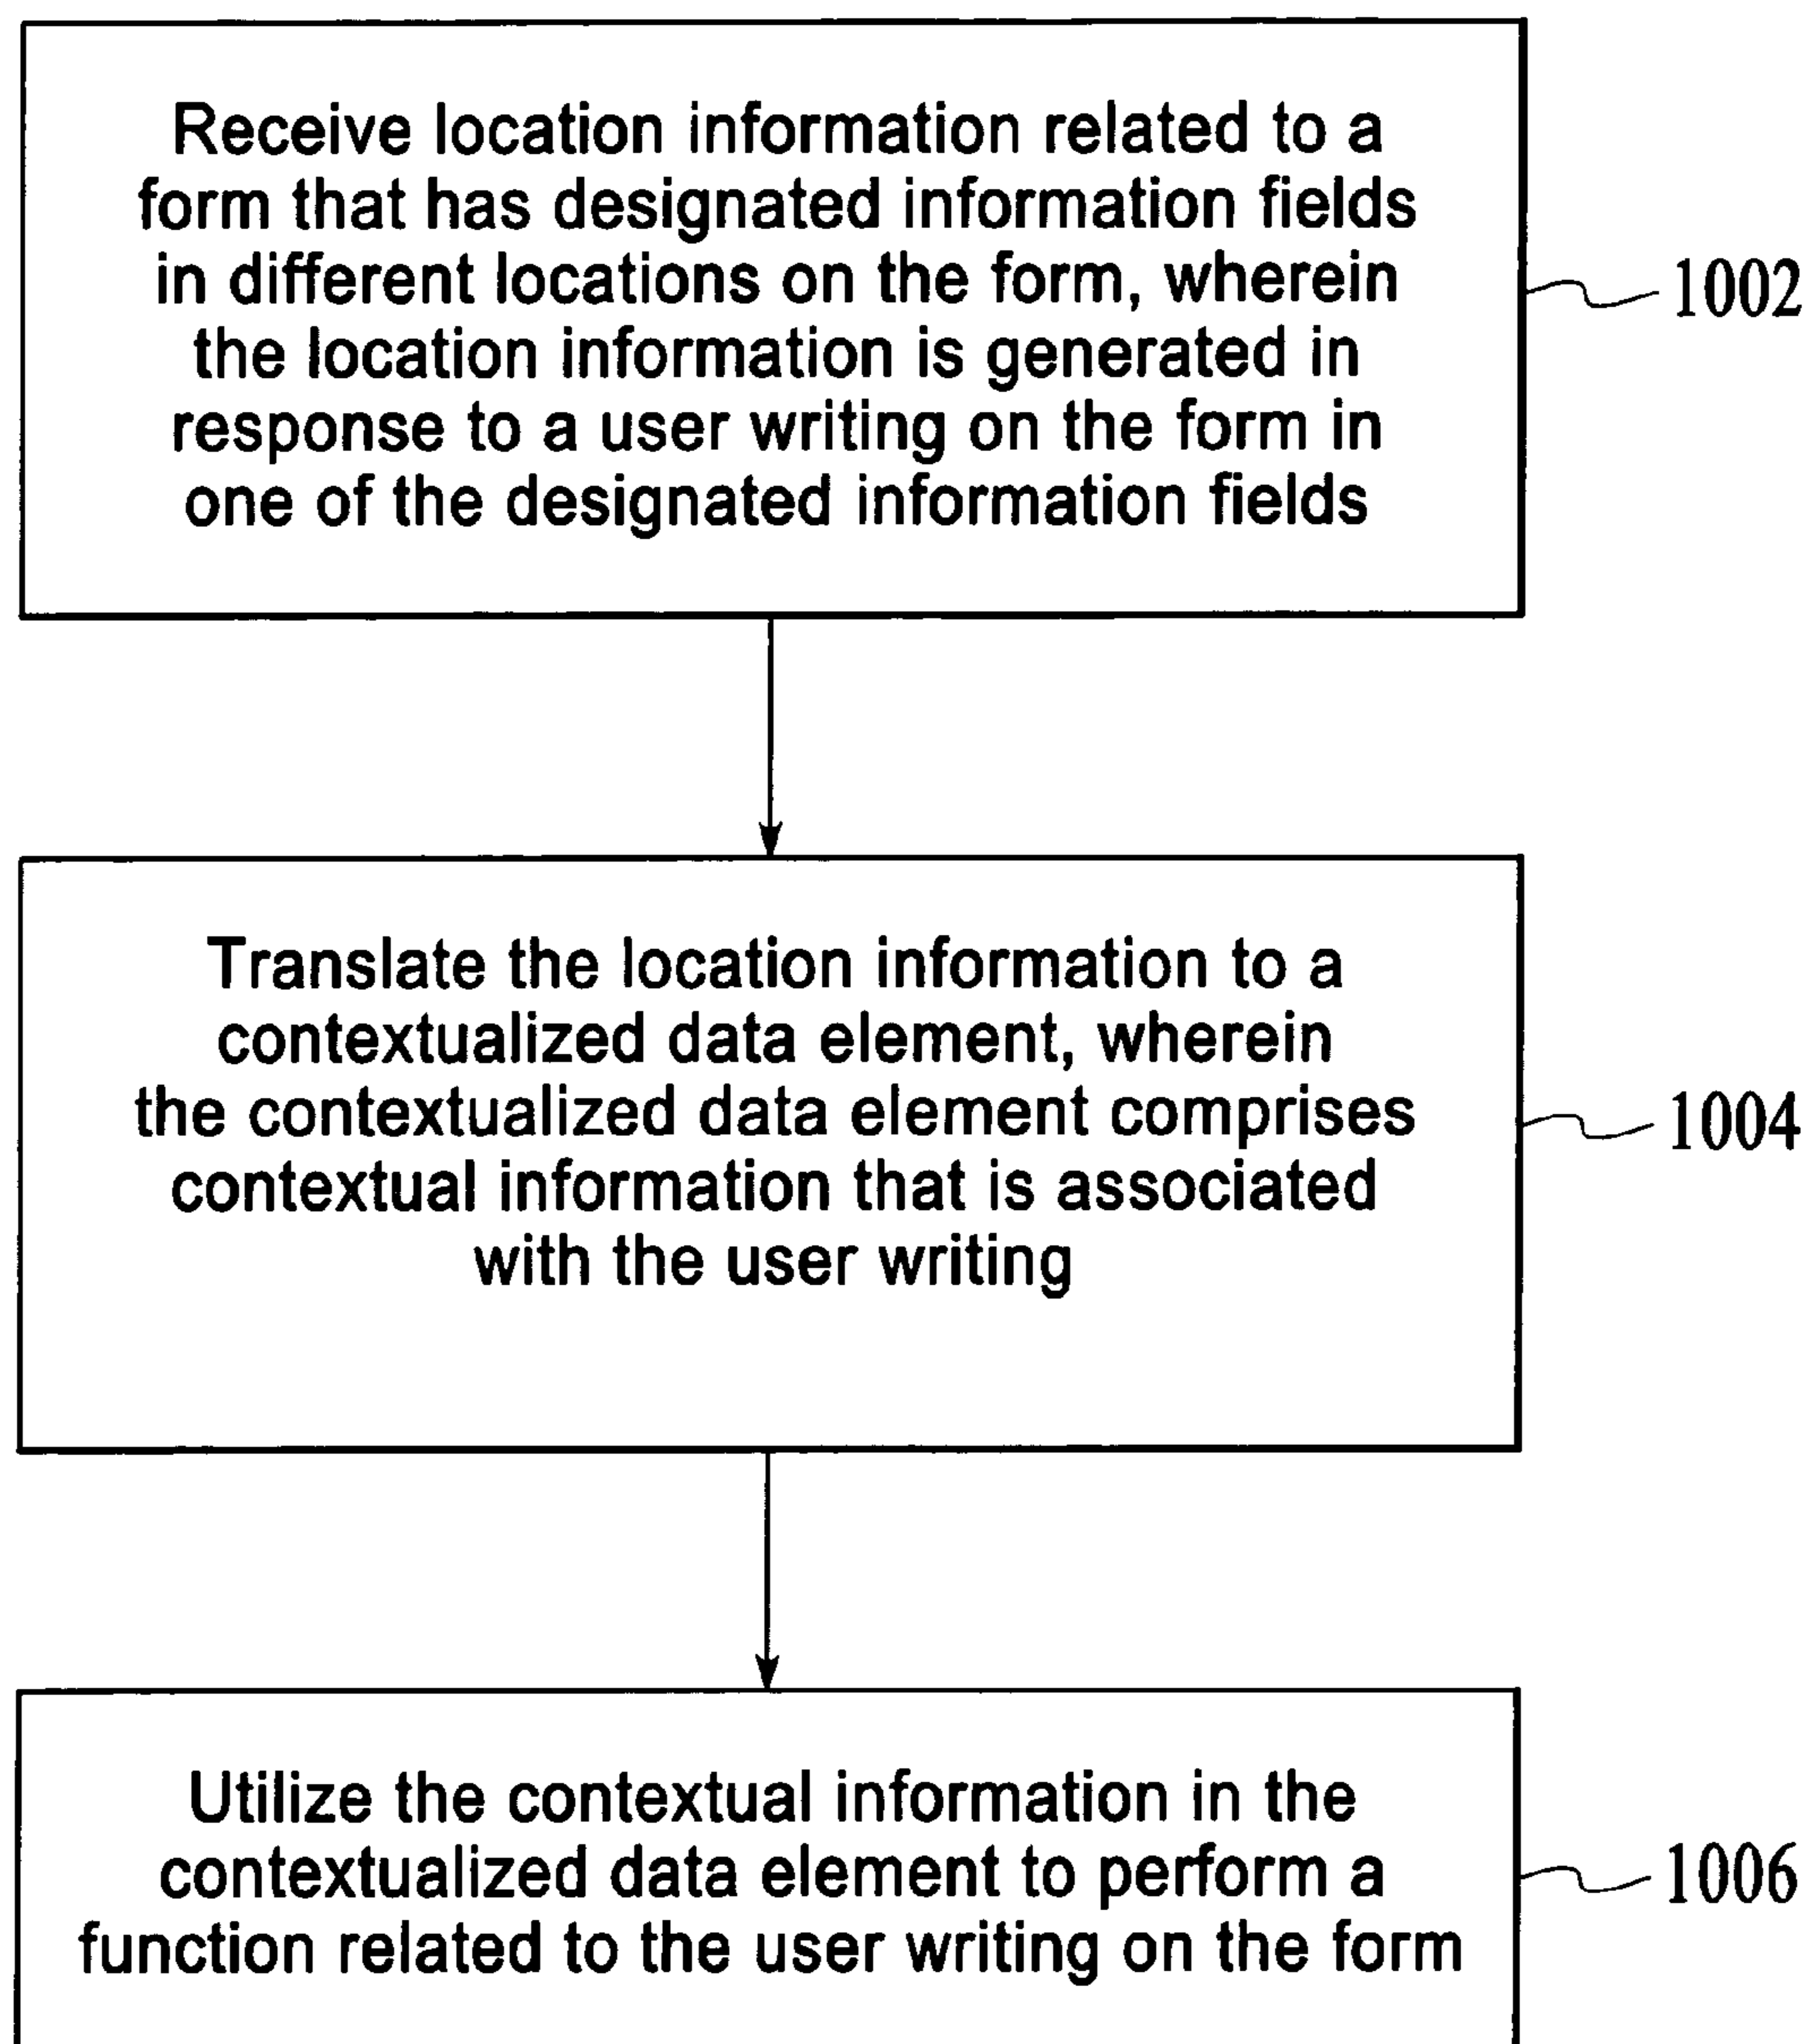 Receive location information related to a
form that has designated information fields
in different locations on the form, wherein
the location information is generated in
response to a user writing on the form in
one of the designated information fields
1002
Translate the location information to a
contextualized data element, wherein
the contextualized data element comprises
contextual information that is associated
with the user writing
1004
Utilize the contextual information in the
contextualized data element to perform a
function related to the user writing on the form
1006